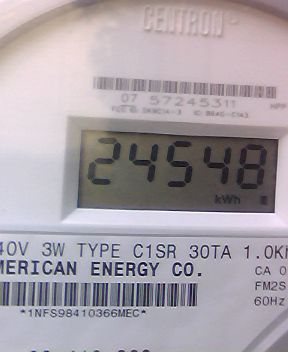 CENTRON
07 57245311
24548
kWh
40V 3W TYPE C1SR 30TA 1.0K
MERICAN ENERGY CO.
CA 0
FM2S
60Hz
*1NFS98410366MEC*